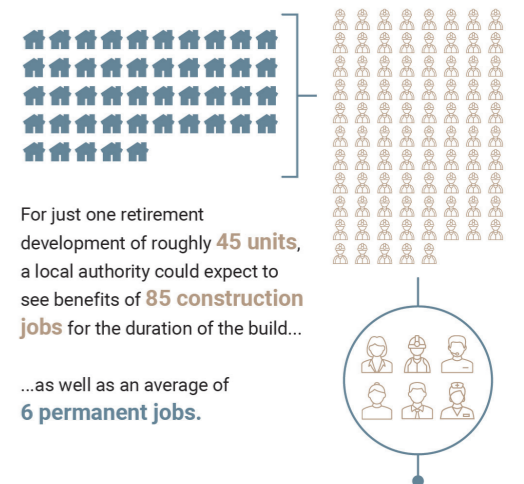 For just one retirement
development of roughly 45 units,
a local authority could expect to
see benefits of 85 construction
jobs for the duration of the build...
...as well as an average of
6 permanent jobs.